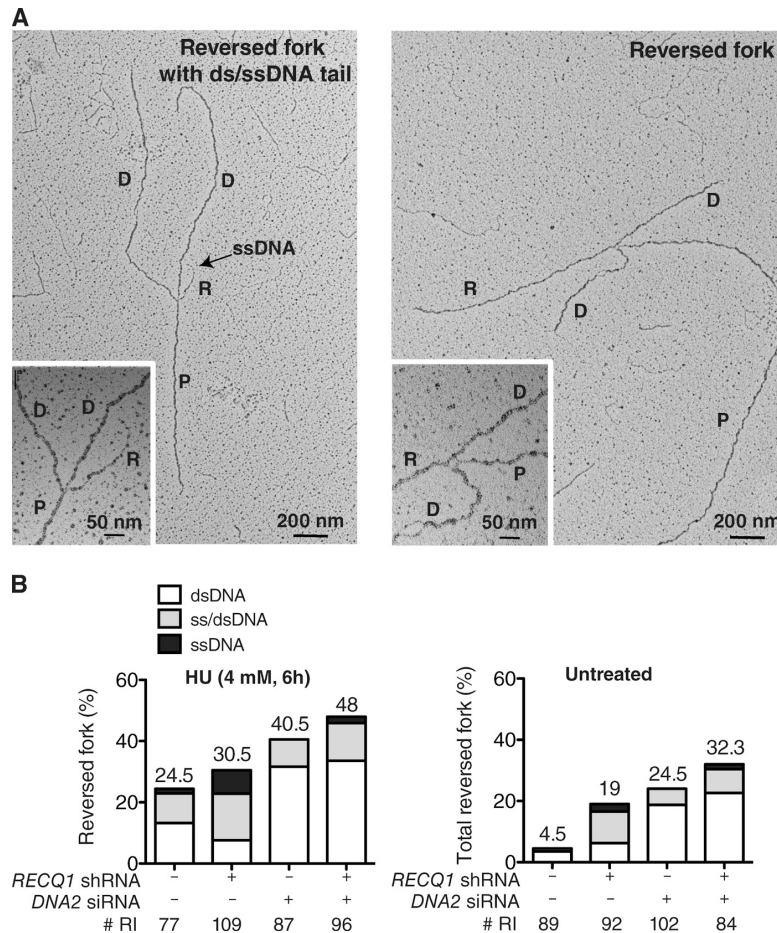 A
Reversed fork
with ds/ssDNA tail
D
D
ssDNA
R
P
D
D
R
P
50 nm
200 nm
Reversed fork
D
R
D
P
D
R
P
D
50 nm
200 nm
B
dsDNA
ss/dsDNA
ssDNA
HU (4 mM, 6h)
Reversed fork (%)
60
40
20
0
24.5
30.5
40.5
48
RECQ1 shRNA – + – +
DNA2 siRNA – – + +
# RI 77 109 87 96
Untreated
Total reversed fork (%)
60
40
20
0
4.5
19
24.5
32.3
RECQ1 shRNA – + – +
DNA2 siRNA – – + +
# RI 89 92 102 84